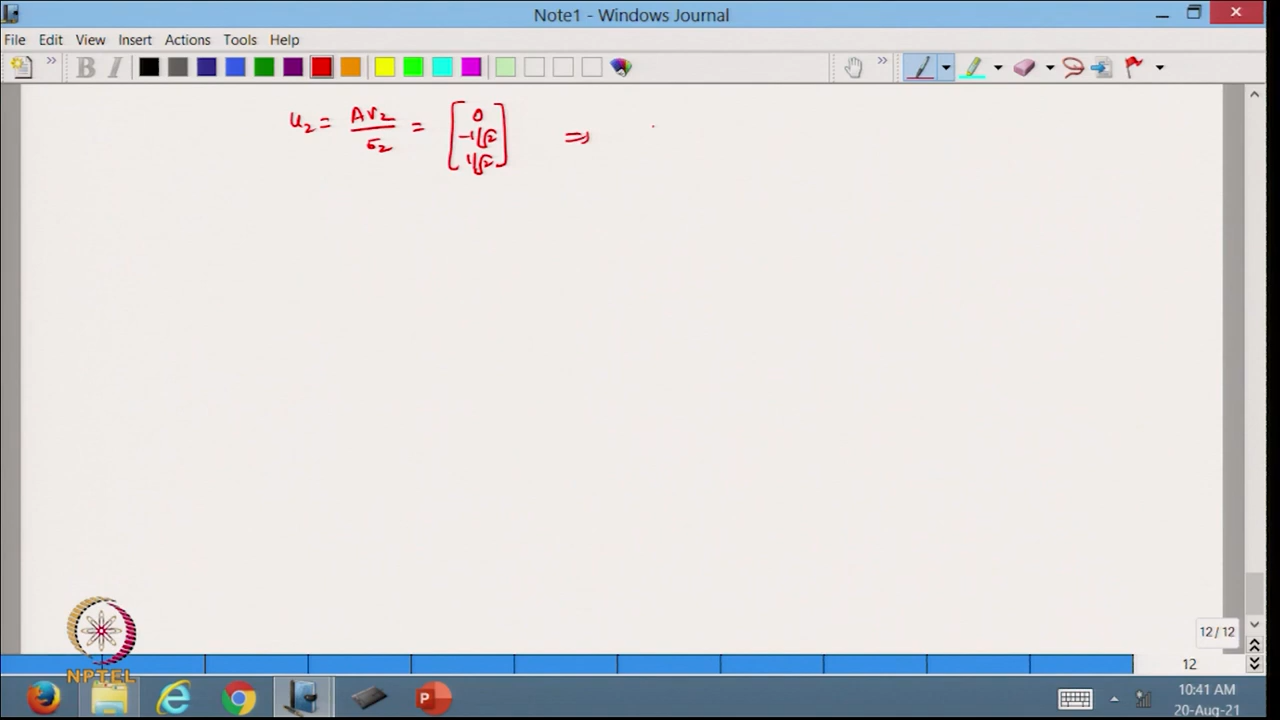 Note1 - Windows Journal
File Edit View Insert Actions Tools Help
B I
u₂ = Av₂/σ₂ = [0 -1/√2 1/√2] ⇒
12 / 12
NPTEL
12
10:41 AM
20-Aug-21